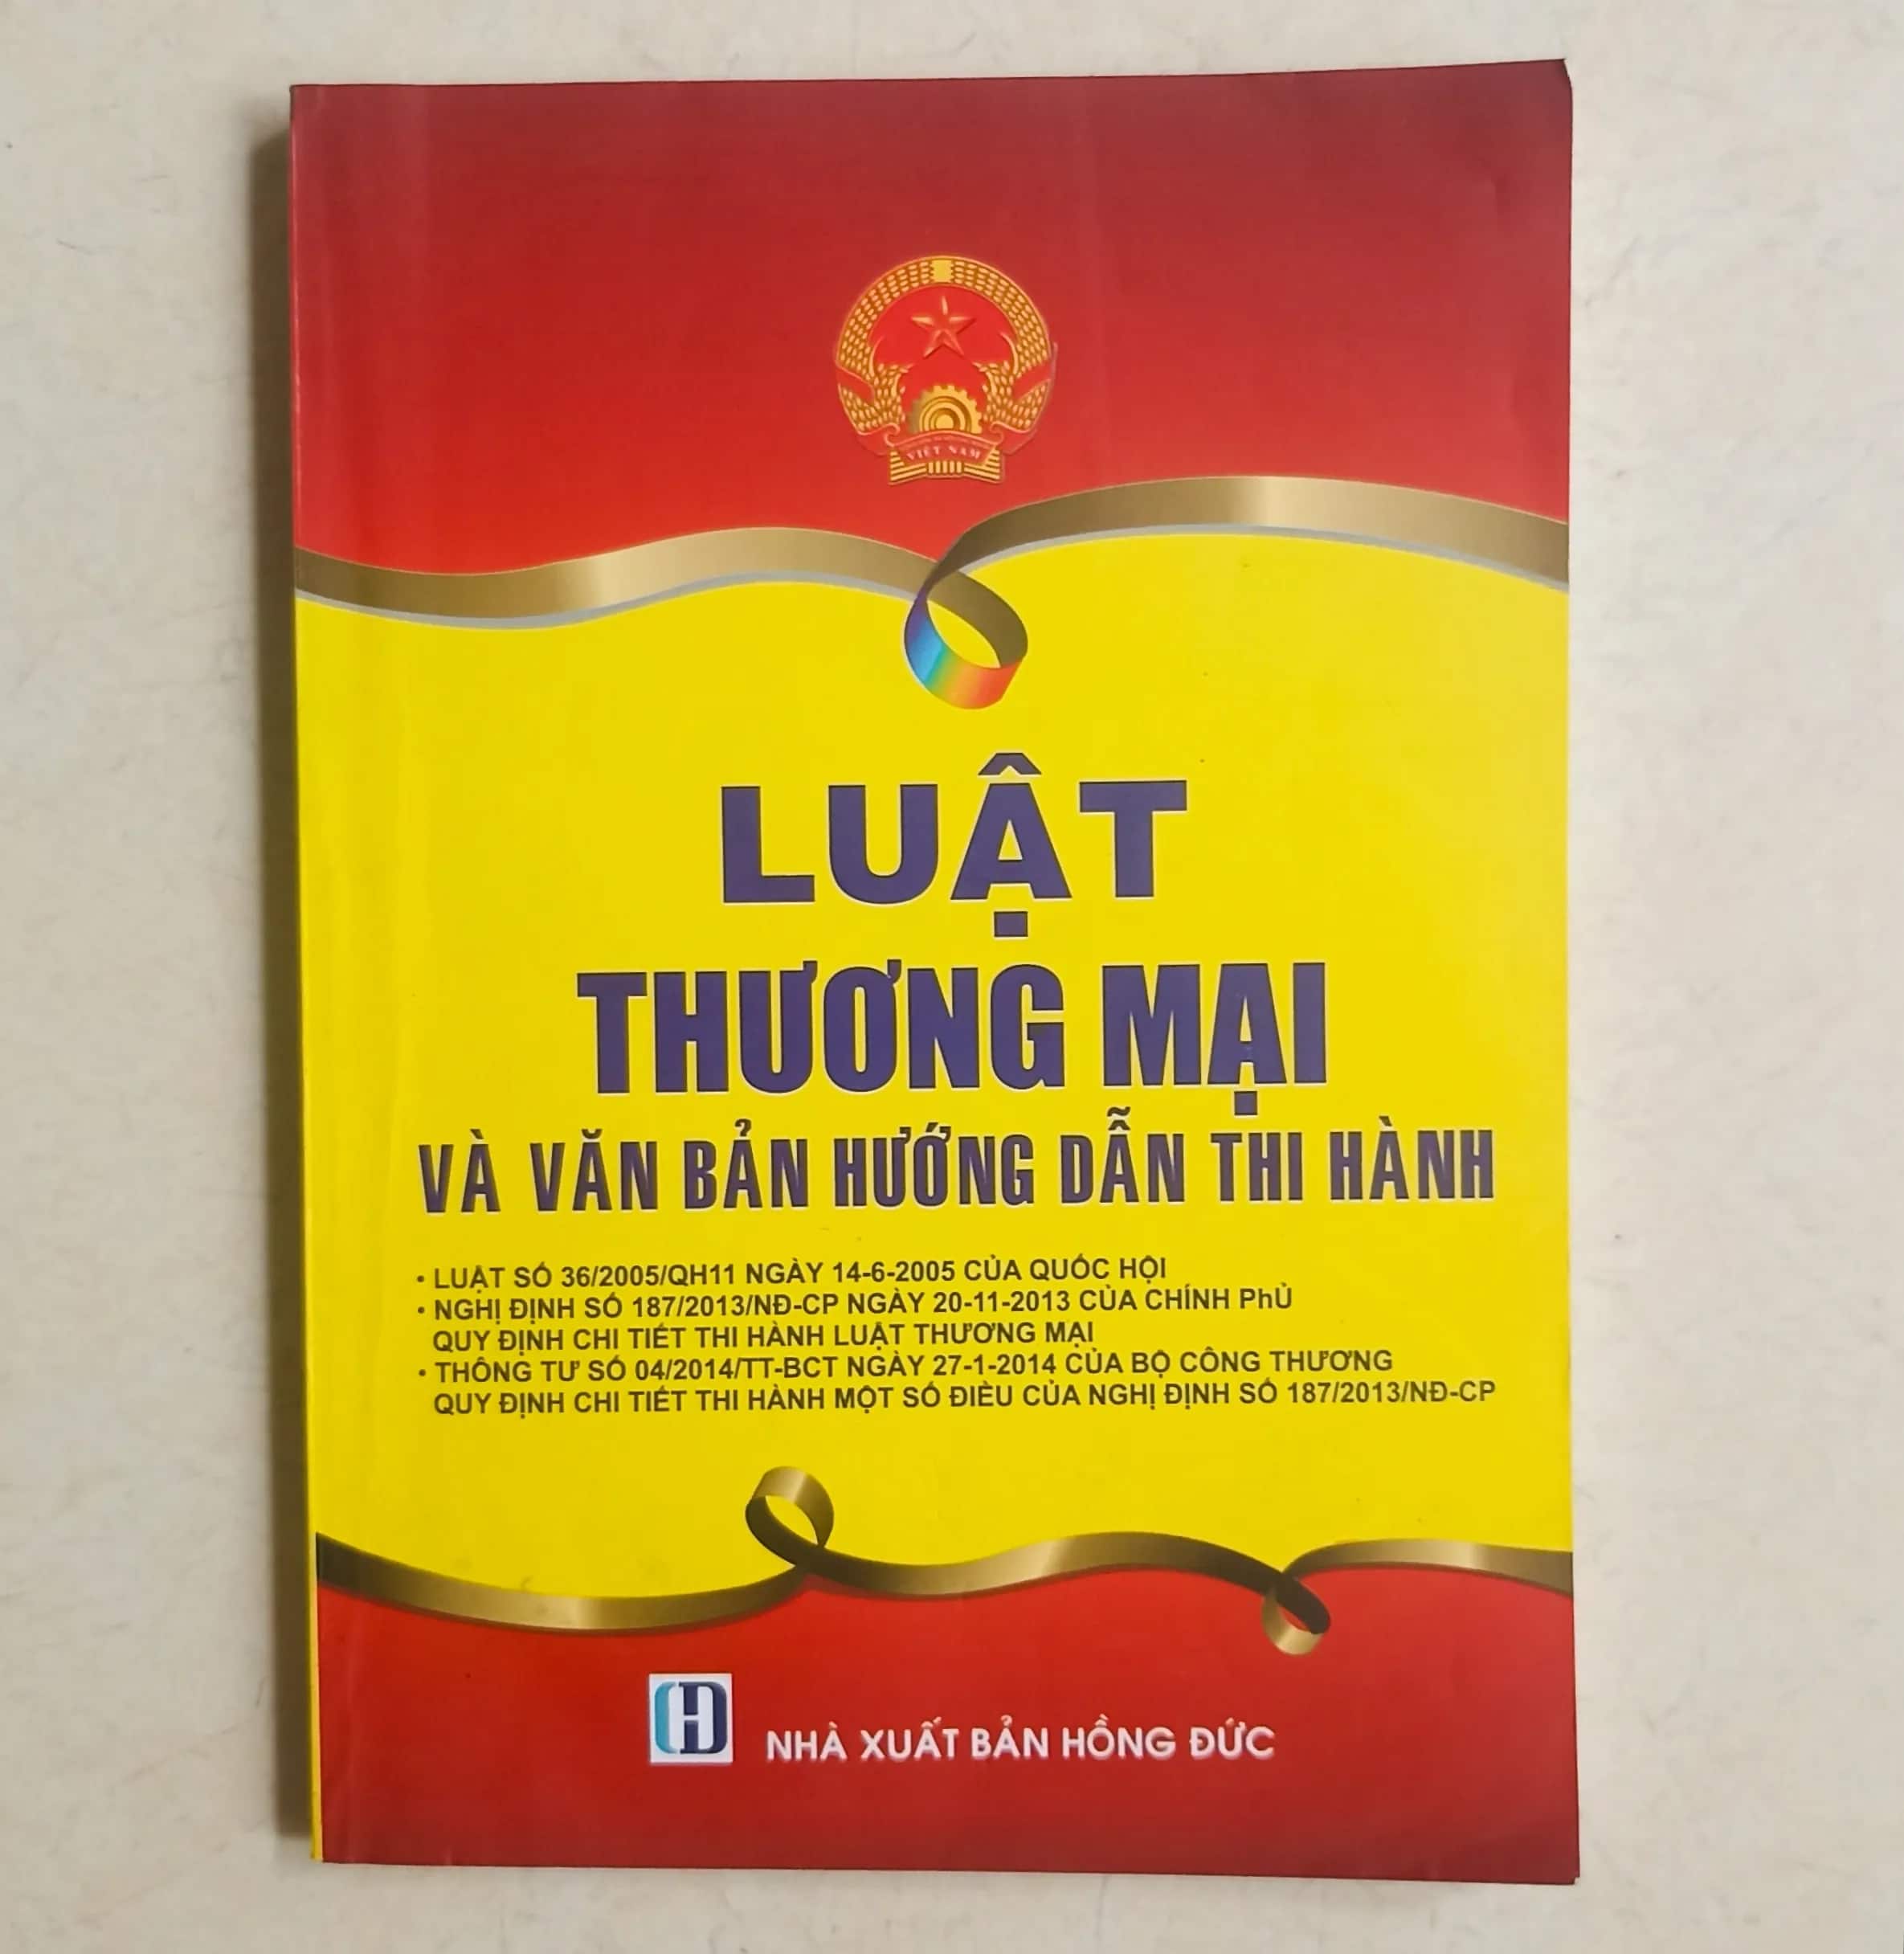 VIỆT NAM
LUẬT
THƯƠNG MẠI
VÀ VĂN BẢN HƯỚNG DẪN THI HÀNH
• LUẬT SỐ 36/2005/QH11 NGÀY 14-6-2005 CỦA QUỐC HỘI
• NGHỊ ĐỊNH SỐ 187/2013/NĐ-CP NGÀY 20-11-2013 CỦA CHÍNH PhỦ
QUY ĐỊNH CHI TIẾT THI HÀNH LUẬT THƯƠNG MẠI
• THÔNG TƯ SỐ 04/2014/TT-BCT NGÀY 27-1-2014 CỦA BỘ CÔNG THƯƠNG
QUY ĐỊNH CHI TIẾT THI HÀNH MỘT SỐ ĐIỀU CỦA NGHỊ ĐỊNH SỐ 187/2013/NĐ-CP
HD
NHÀ XUẤT BẢN HỒNG ĐỨC